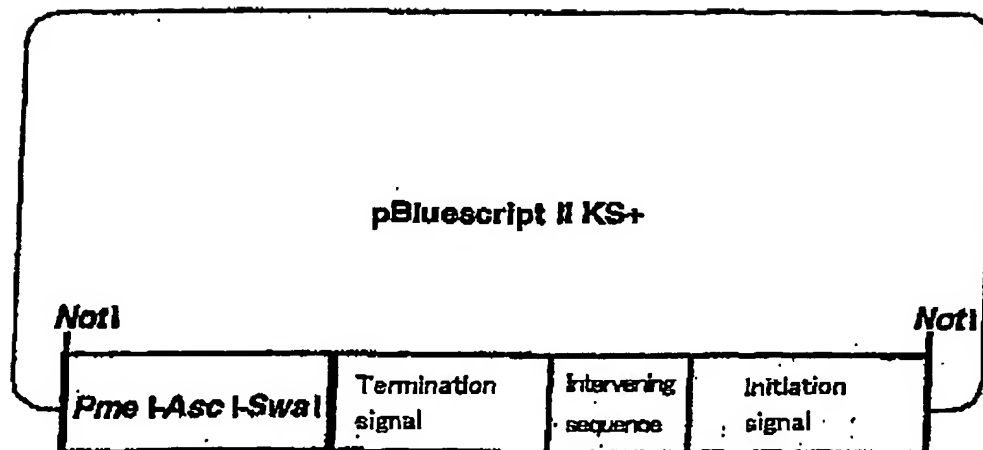 pBluescript II KS+
NotI NotI
Pme I-Asc I-Swa I
Termination
signal
Intervening
sequence
Initiation
signal